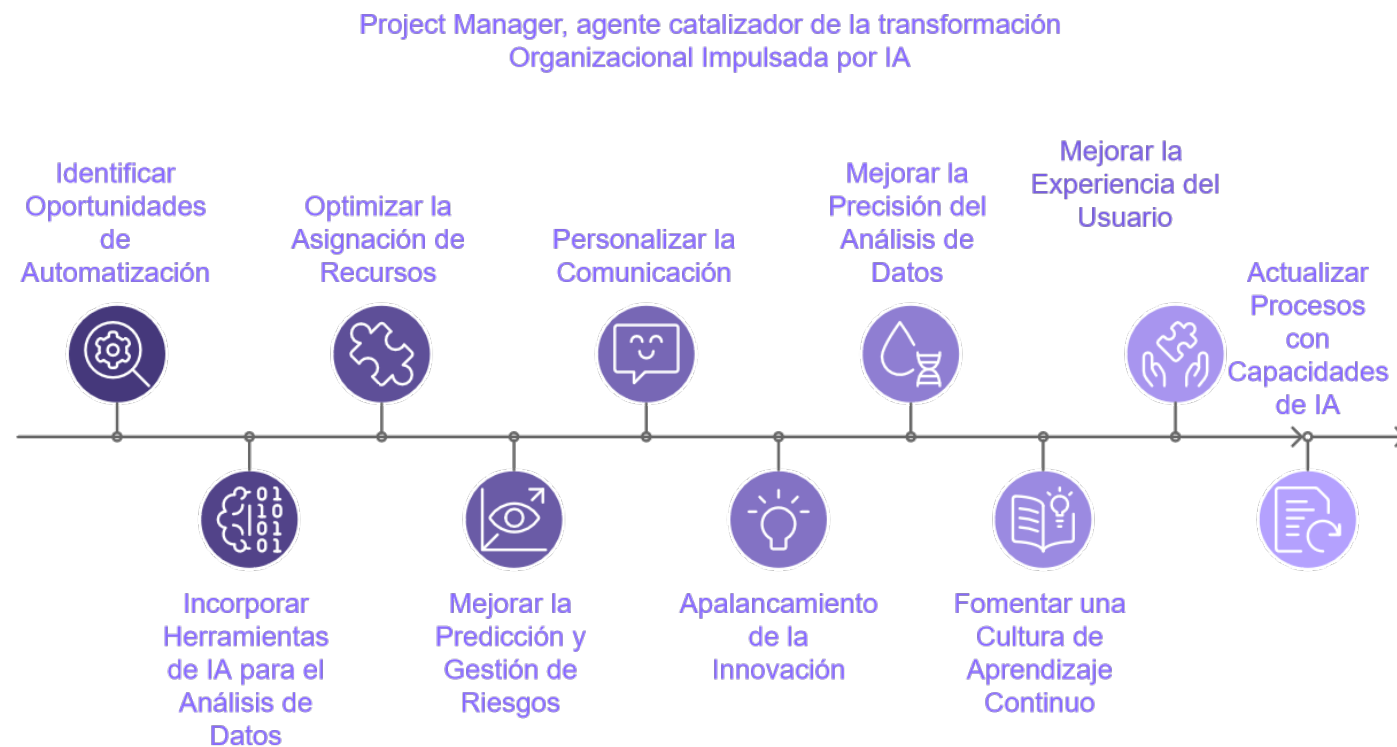 Project Manager, agente catalizador de la transformación
Organizacional Impulsada por IA
Identificar
Oportunidades
de
Automatización
Incorporar
Herramientas
de IA para el
Análisis de
Datos
Optimizar la
Asignación de
Recursos
Mejorar la
Predicción y
Gestión de
Riesgos
Personalizar la
Comunicación
Apalancamiento
de la
Innovación
Mejorar la
Precisión del
Análisis de
Datos
Fomentar una
Cultura de
Aprendizaje
Continuo
Mejorar la
Experiencia del
Usuario
Actualizar
Procesos
con
Capacidades
de IA
01
10
01
01